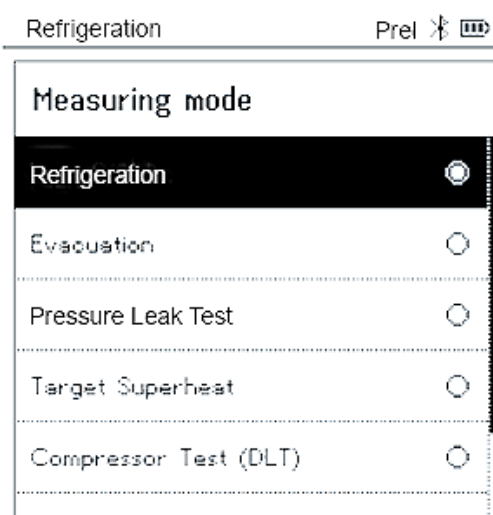 Refrigeration Prel
Measuring mode
Refrigeration
Evacuation
Pressure Leak Test
Target Superheat
Compressor Test (DLT)